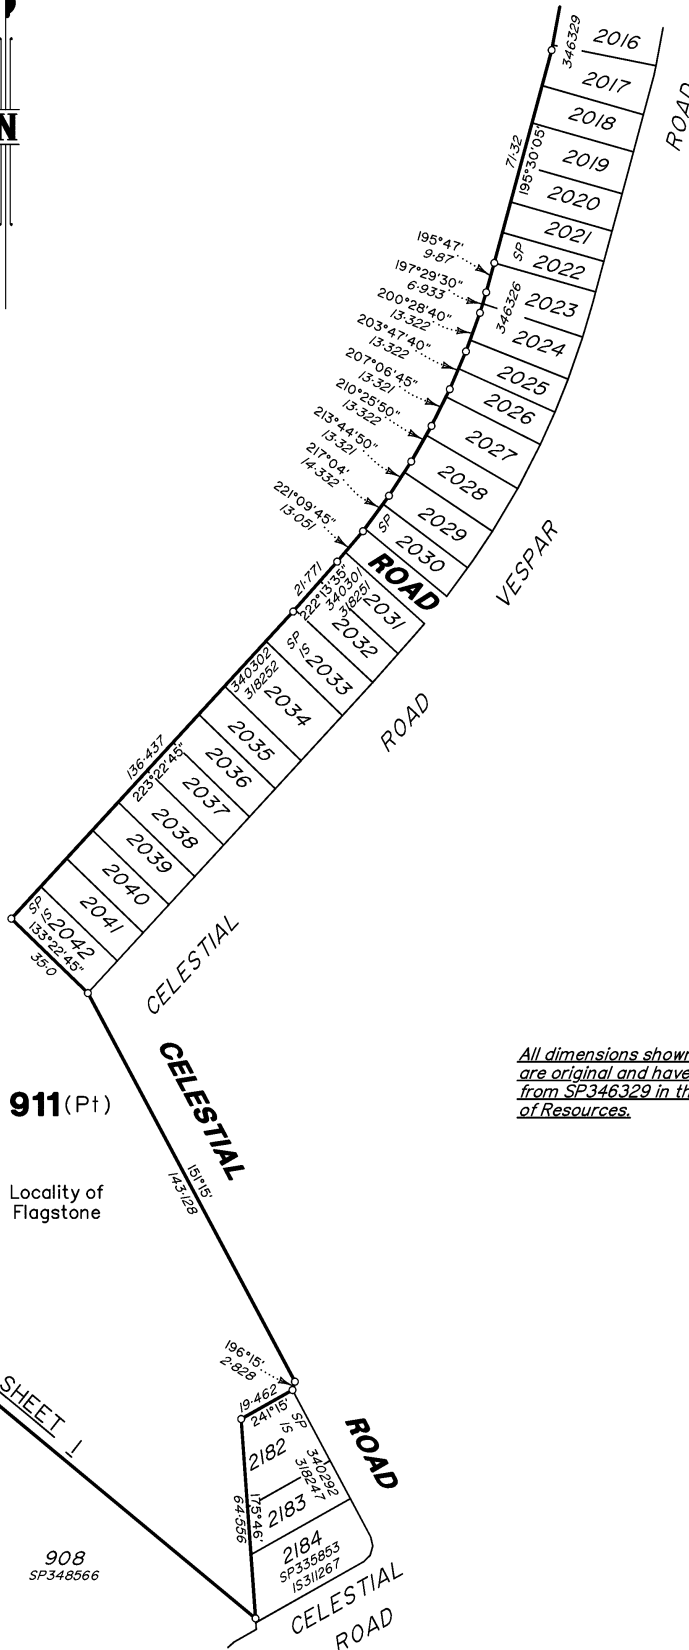 N
346329
2016
2017
2018
2019
2020
2021
2022
ROAD
71·32
195°30'05"
SP
346326
195°47'
9·87
197°29'30"
6·933
200°28'40"
13·322
203°47'40"
13·322
207°06'45"
13·321
210°25'50"
13·322
213°44'50"
13·321
217°04'
14·332
221°09'45"
13·051
2023
2024
2025
2026
2027
2028
2029
2030
SP
VESPAR
ROAD
ROAD
21·771
222°13'35"
340301
318251
2031
2032
2033
2034
2035
2036
2037
2038
2039
2040
2041
2042
SP
IS
340302
318252
136·437
223°22'45"
SP
IS
133°22'45"
35·0
CELESTIAL
CELESTIAL
All dimensions shown
are original and have
from SP346329 in th
of Resources.
911 (Pt)
Locality of
Flagstone
151°15'
143·128
196°15'
2·828
19·462
241°15'
SP
IS
340292
318247
2182
2183
2184
SP335853
IS311267
64·556
175°46'
ROAD
SHEET 1
908
SP348566
CELESTIAL
ROAD